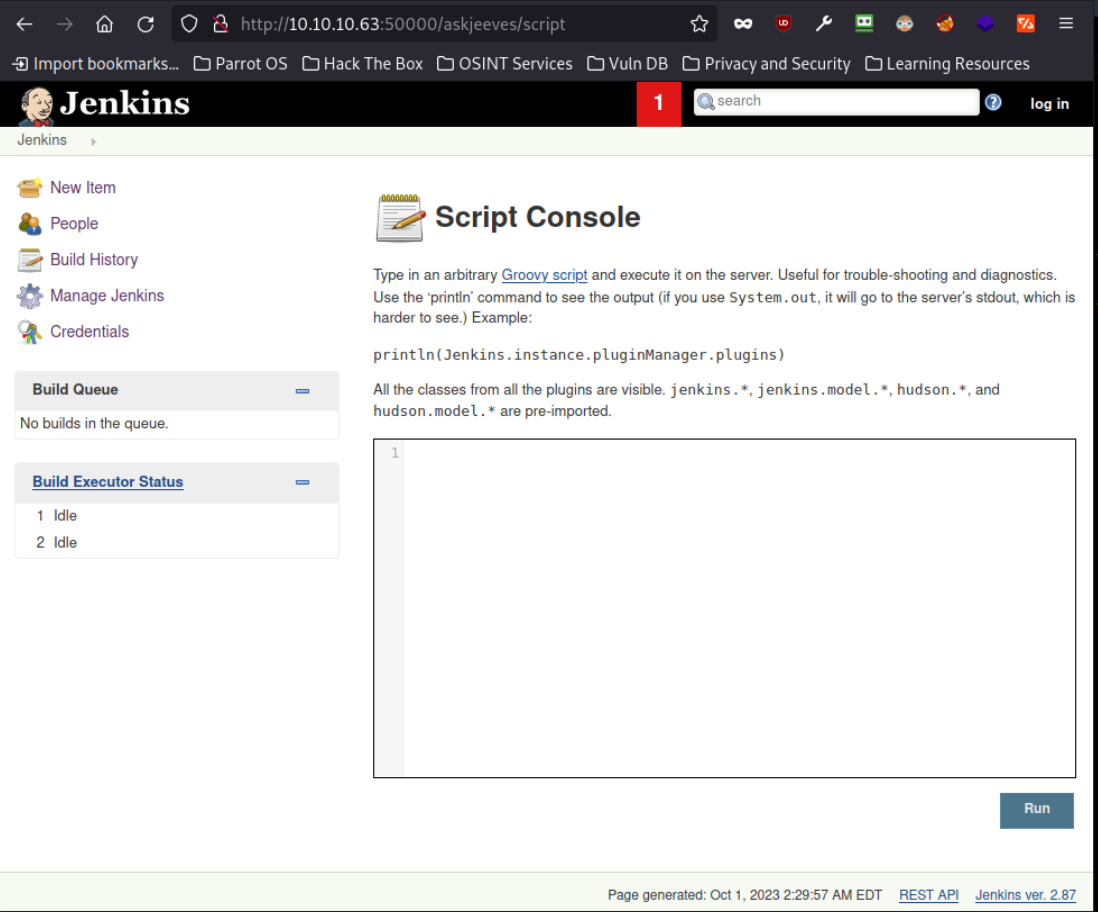 http://10.10.10.63:50000/askjeeves/script
Import bookmarks... Parrot OS Hack The Box OSINT Services Vuln DB Privacy and Security Learning Resources
Jenkins 1 search log in
Jenkins
New Item
People
Build History
Manage Jenkins
Credentials
Build Queue
No builds in the queue.
Build Executor Status
1 Idle
2 Idle
Script Console
Type in an arbitrary Groovy script and execute it on the server. Useful for trouble-shooting and diagnostics.
Use the ‘println’ command to see the output (if you use System.out, it will go to the server’s stdout, which is
harder to see.) Example:
println(Jenkins.instance.pluginManager.plugins)
All the classes from all the plugins are visible. jenkins.*, jenkins.model.*, hudson.*, and
hudson.model.* are pre-imported.
1
Run
Page generated: Oct 1, 2023 2:29:57 AM EDT REST API Jenkins ver. 2.87